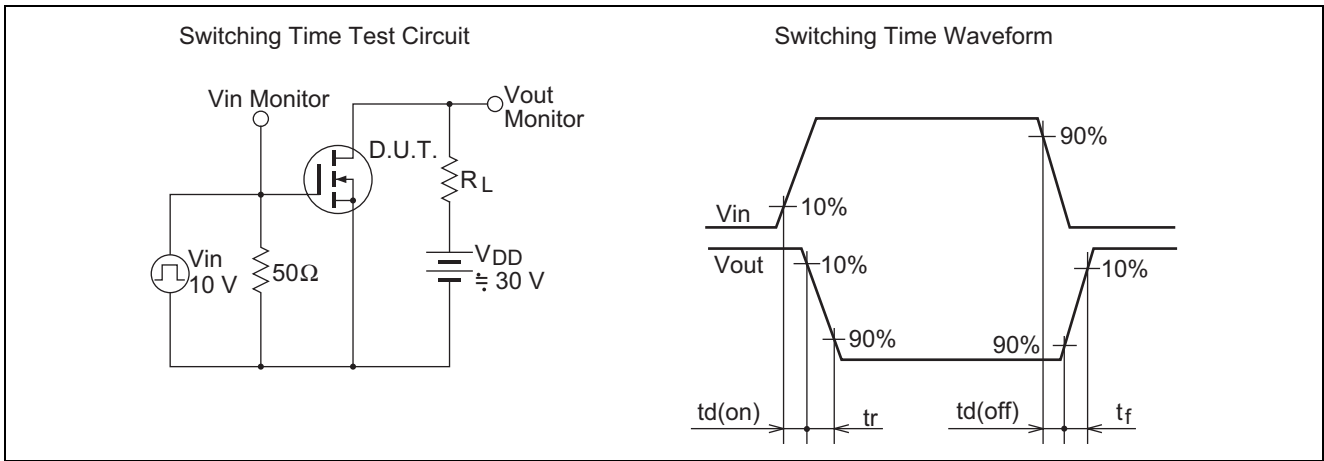 Switching Time Test Circuit
Vin Monitor
Vout
Monitor
D.U.T.
RL
Vin
10 V
50Ω
VDD
≒ 30 V
Switching Time Waveform
Vin
10%
90%
Vout
10%
90%
90%
10%
td(on)
tr
td(off)
tf